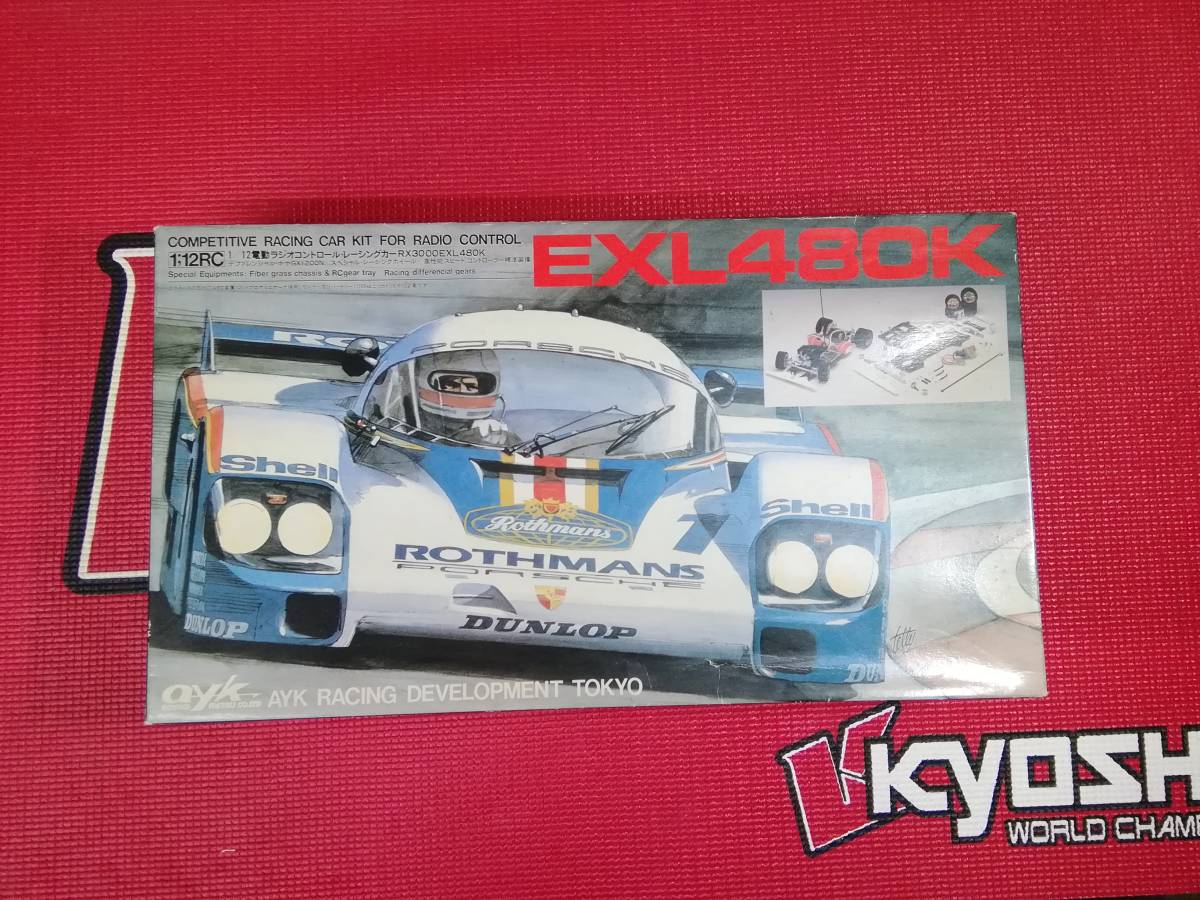 COMPETITIVE RACING CAR KIT FOR RADIO CONTROL
EXL480K
1:12RC 1 12電動ラジオコントロール・レーシングカーRX3000EXL480K
Special Equipments: Fiber grass chassis & RCgear tray Racing differencial gears
PORSCHE
Shell
Shell
Rothmans
7
ROTHMANS
PORSCHE
DUNLOP
DUNLOP
DU
ayk
AYK RACING DEVELOPMENT TOKYO
KYOSH
WORLD CHAM